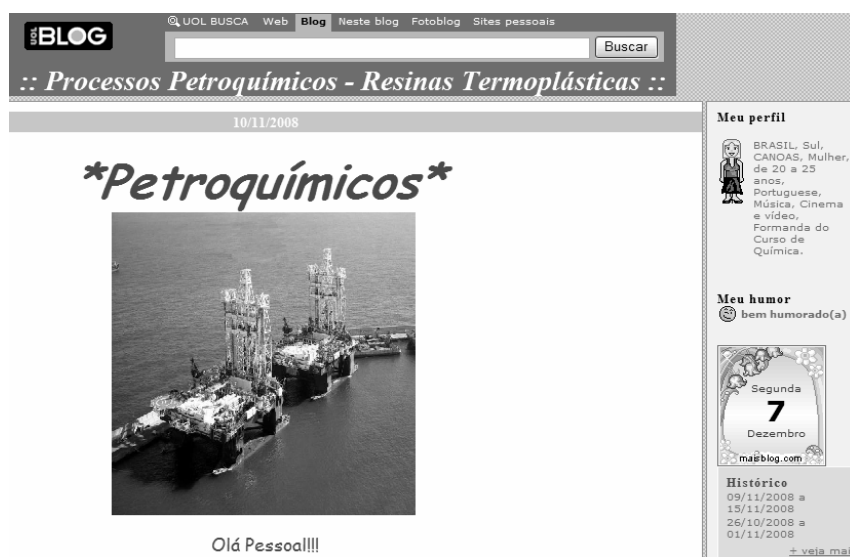 UOL BLOG
UOL BUSCA Web Blog Neste blog Fotoblog Sites pessoais
Buscar
:: Processos Petroquímicos - Resinas Termoplásticas ::
10/11/2008
*Petroquímicos*
Olá Pessoal!!!
Meu perfil
BRASIL, Sul,
CANOAS, Mulher,
de 20 a 25
anos,
Portuguese,
Música, Cinema
e vídeo,
Formanda do
Curso de
Química.
Meu humor
bem humorado(a)
Segunda
7
Dezembro
maisblog.com
Histórico
09/11/2008 a
15/11/2008
26/10/2008 a
01/11/2008
+ veja mai